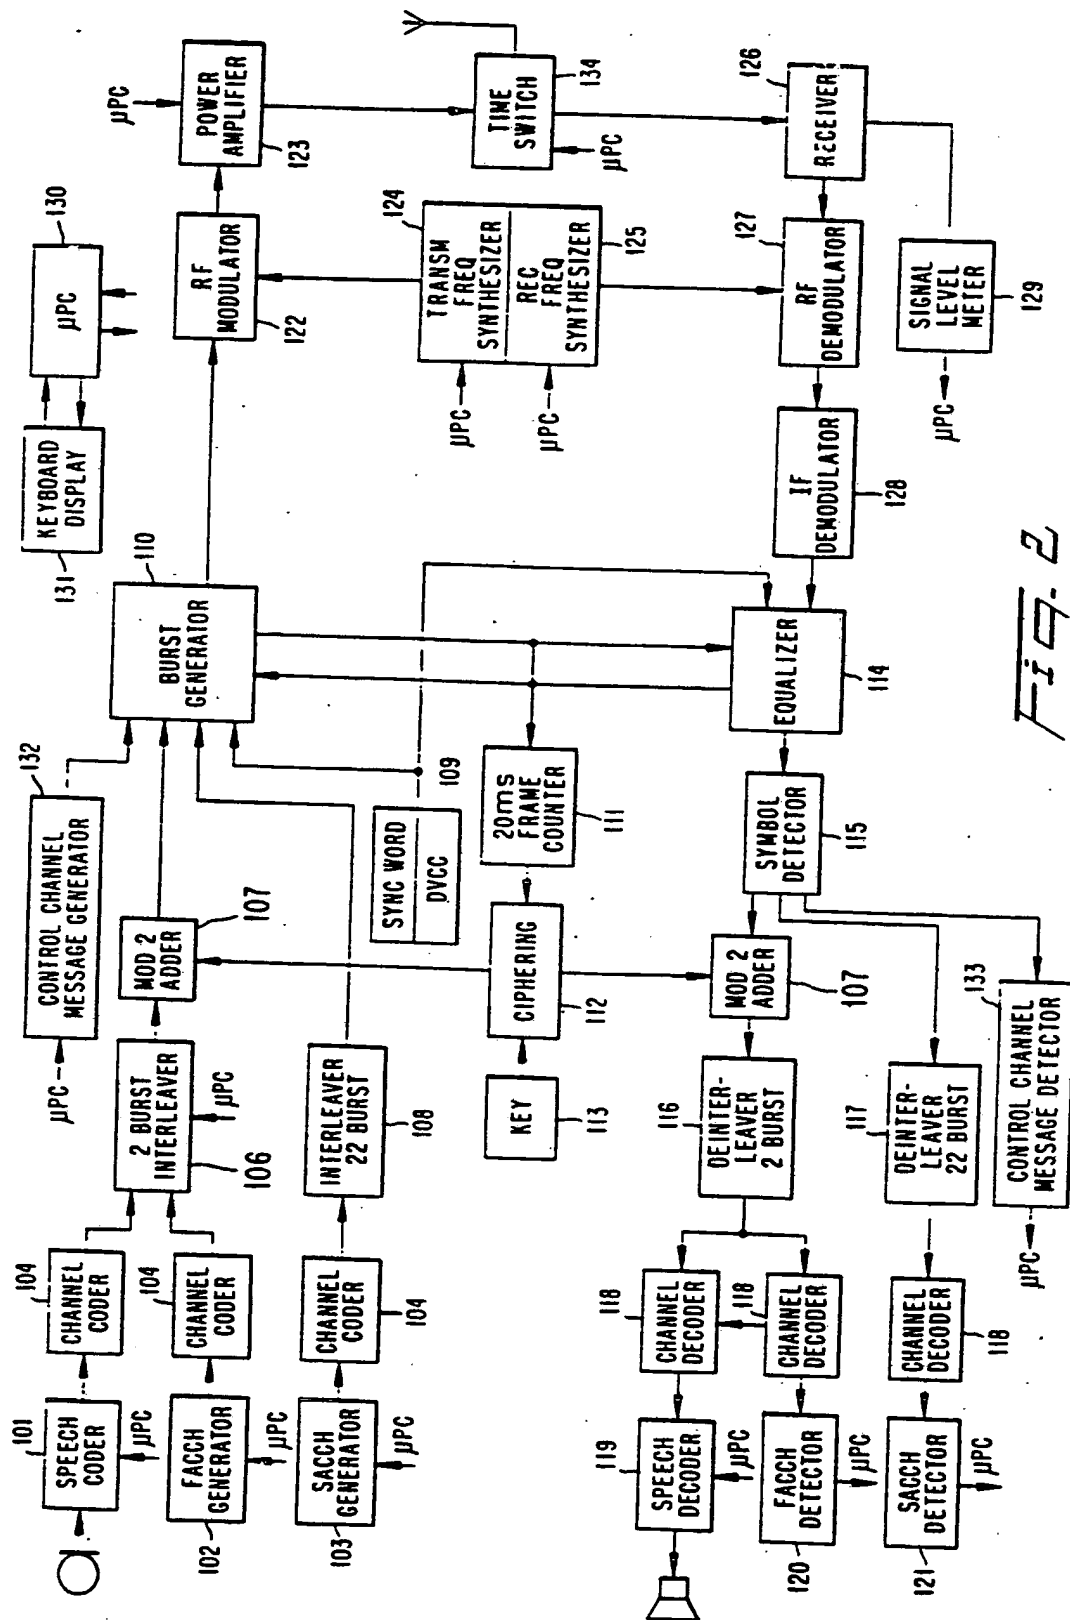 101
SPEECH
CODER
µPC
104
CHANNEL
CODER
102
FACCH
GENERATOR
µPC
104
CHANNEL
CODER
103
SACCH
GENERATOR
µPC
CHANNEL
CODER
104
µPC
2 BURST
INTERLEAVER
106
µPC
INTERLEAVER
22 BURST
108
132
CONTROL CHANNEL
MESSAGE GENERATOR
MOD 2
ADDER
107
SYNC WORD
DVCC
109
110
BURST
GENERATOR
20ms
FRAME
COUNTER
111
CIPHERING
112
KEY
113
KEYBOARD
DISPLAY
131
130
µPC
RF
MODULATOR
122
µPC
POWER
AMPLIFIER
123
124
TRANSM
FREQ
SYNTHESIZER
REC FREQ
SYNTHESIZER
125
µPC
µPC
TIME
SWITCH
134
µPC
126
RECEIVER
127
RF
DEMODULATOR
SIGNAL
LEVEL
METER
129
µPC
IF
DEMODULATOR
128
EQUALIZER
114
SYMBOL
DETECTOR
115
MOD 2
ADDER
107
116
DEINTER-
LEAVER
2 BURST
117
DEINTER-
LEAVER
22 BURST
133
CONTROL CHANNEL
MESSAGE DETECTOR
µPC
118
CHANNEL
DECODER
118
CHANNEL
DECODER
CHANNEL
DECODER
118
119
SPEECH
DECODER
µPC
FACCH
DETECTOR
120
µPC
SACCH
DETECTOR
121
µPC
Fig. 2